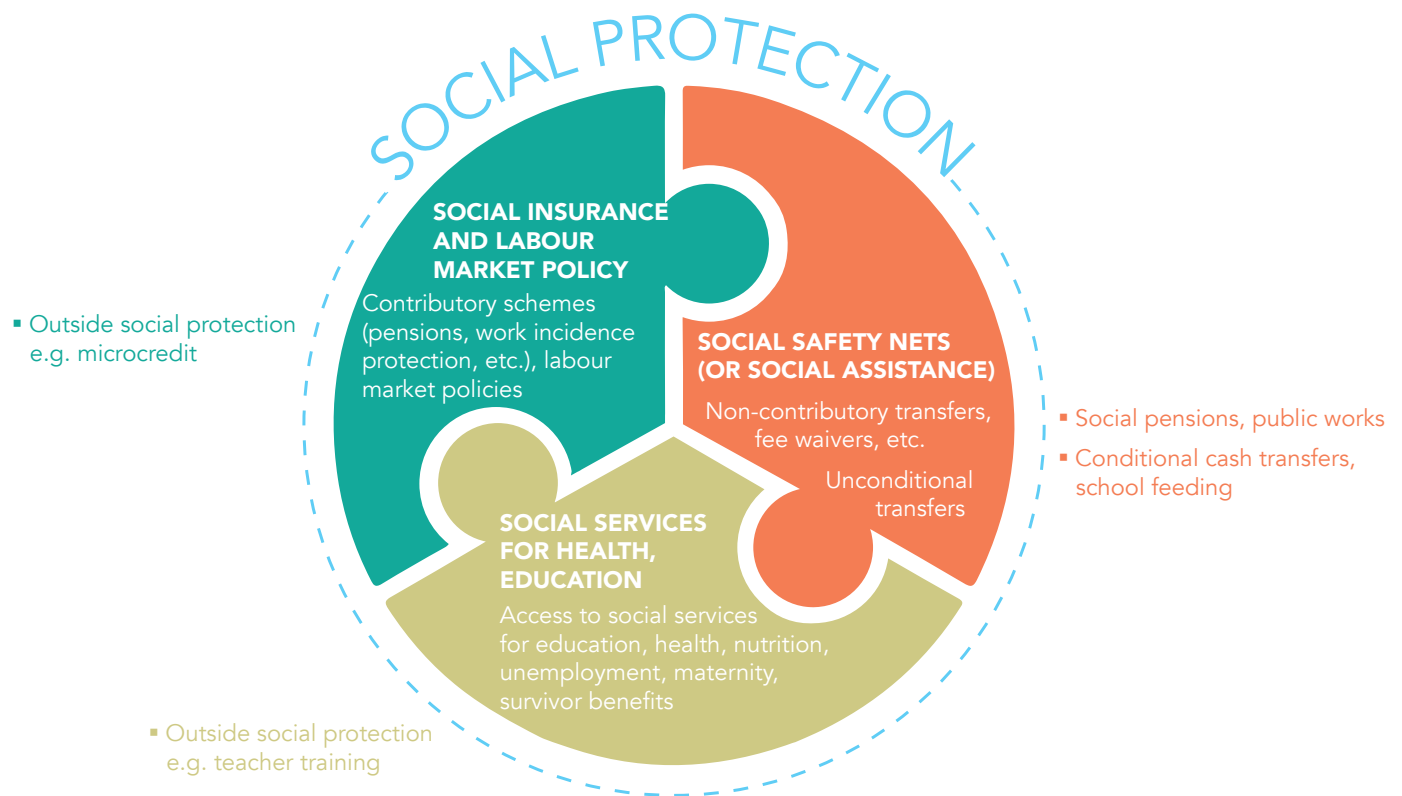 SOCIAL PROTECTION
SOCIAL INSURANCE
AND LABOUR
MARKET POLICY
Contributory schemes
(pensions, work incidence
protection, etc.), labour
market policies
▪ Outside social protection
e.g. microcredit
SOCIAL SAFETY NETS
(OR SOCIAL ASSISTANCE)
Non-contributory transfers,
fee waivers, etc.
Unconditional
transfers
▪ Social pensions, public works
▪ Conditional cash transfers,
school feeding
SOCIAL SERVICES
FOR HEALTH,
EDUCATION
Access to social services
for education, health, nutrition,
unemployment, maternity,
survivor benefits
▪ Outside social protection
e.g. teacher training